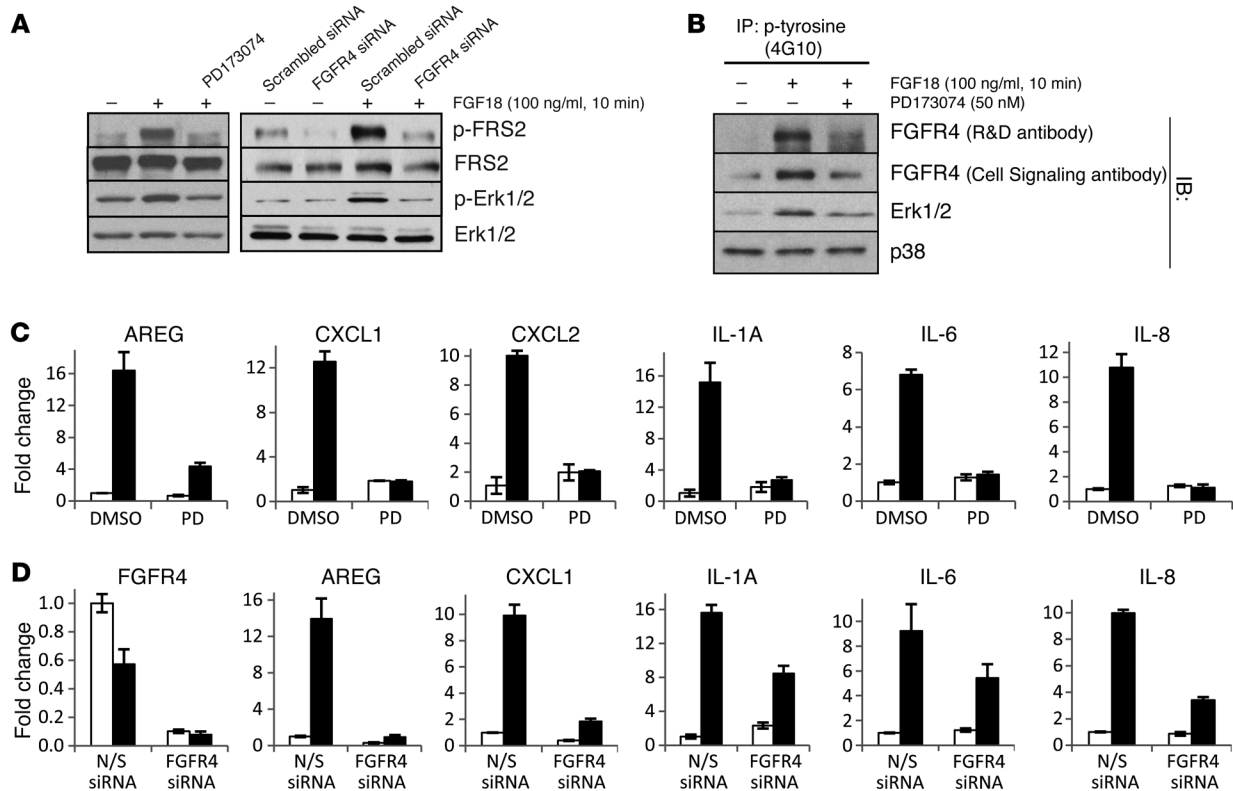 A
PD173074
Scrambled siRNA
FGFR4 siRNA
Scrambled siRNA
FGFR4 siRNA
– + + – – + + FGF18 (100 ng/ml, 10 min)
p-FRS2
FRS2
p-Erk1/2
Erk1/2
B
IP: p-tyrosine
(4G10)
– + + FGF18 (100 ng/ml, 10 min)
– – + PD173074 (50 nM)
FGFR4 (R&D antibody)
FGFR4 (Cell Signaling antibody)
Erk1/2
p38
IB:
C
AREG CXCL1 CXCL2 IL-1A IL-6 IL-8
Fold change
16 12 8 4 0
12 8 4 0
10 8 6 4 2 0
16 12 8 4 0
8 6 4 2 0
12 10 8 6 4 2 0
DMSO PD DMSO PD DMSO PD DMSO PD DMSO PD DMSO PD
D
FGFR4 AREG CXCL1 IL-1A IL-6 IL-8
Fold change
1.0 0.8 0.6 0.4 0.2 0.0
16 12 8 4 0
10 8 6 4 2 0
16 12 8 4 0
10 8 6 4 2 0
10 8 6 4 2 0
N/S FGFR4 N/S FGFR4 N/S FGFR4 N/S FGFR4 N/S FGFR4 N/S FGFR4
siRNA siRNA siRNA siRNA siRNA siRNA siRNA siRNA siRNA siRNA siRNA siRNA